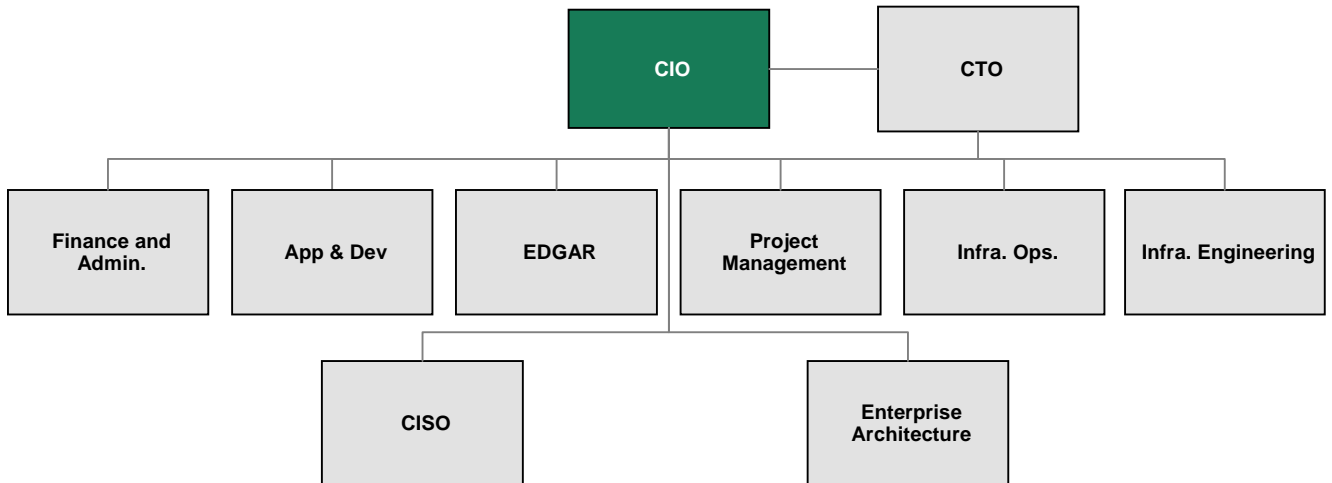 CIO
CTO
Finance and
Admin.
App & Dev
EDGAR
Project
Management
Infra. Ops.
Infra. Engineering
CISO
Enterprise
Architecture